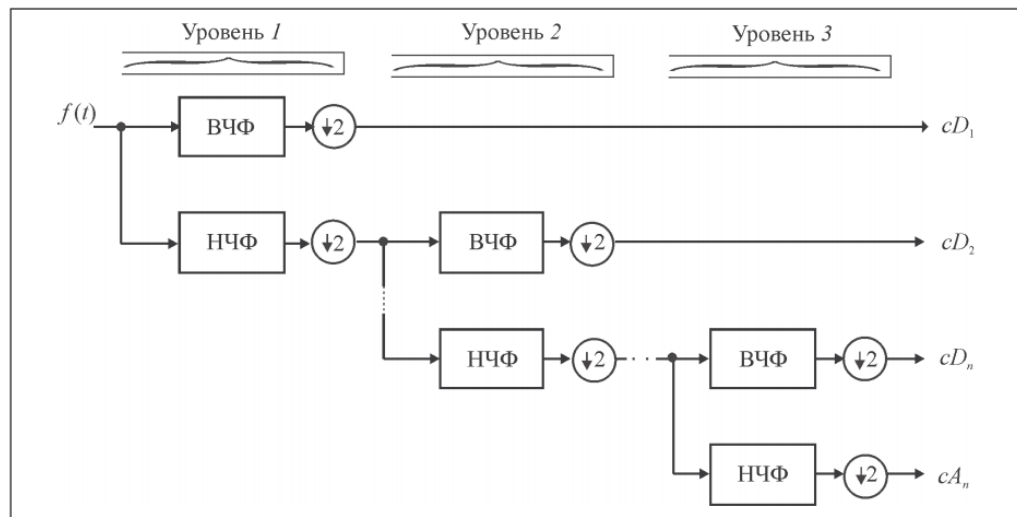 Уровень 1 Уровень 2 Уровень 3
f(t) ВЧФ ↓2 cD₁
НЧФ ↓2 ВЧФ ↓2 cD₂
НЧФ ↓2 ВЧФ ↓2 cDₙ
НЧФ ↓2 cAₙ